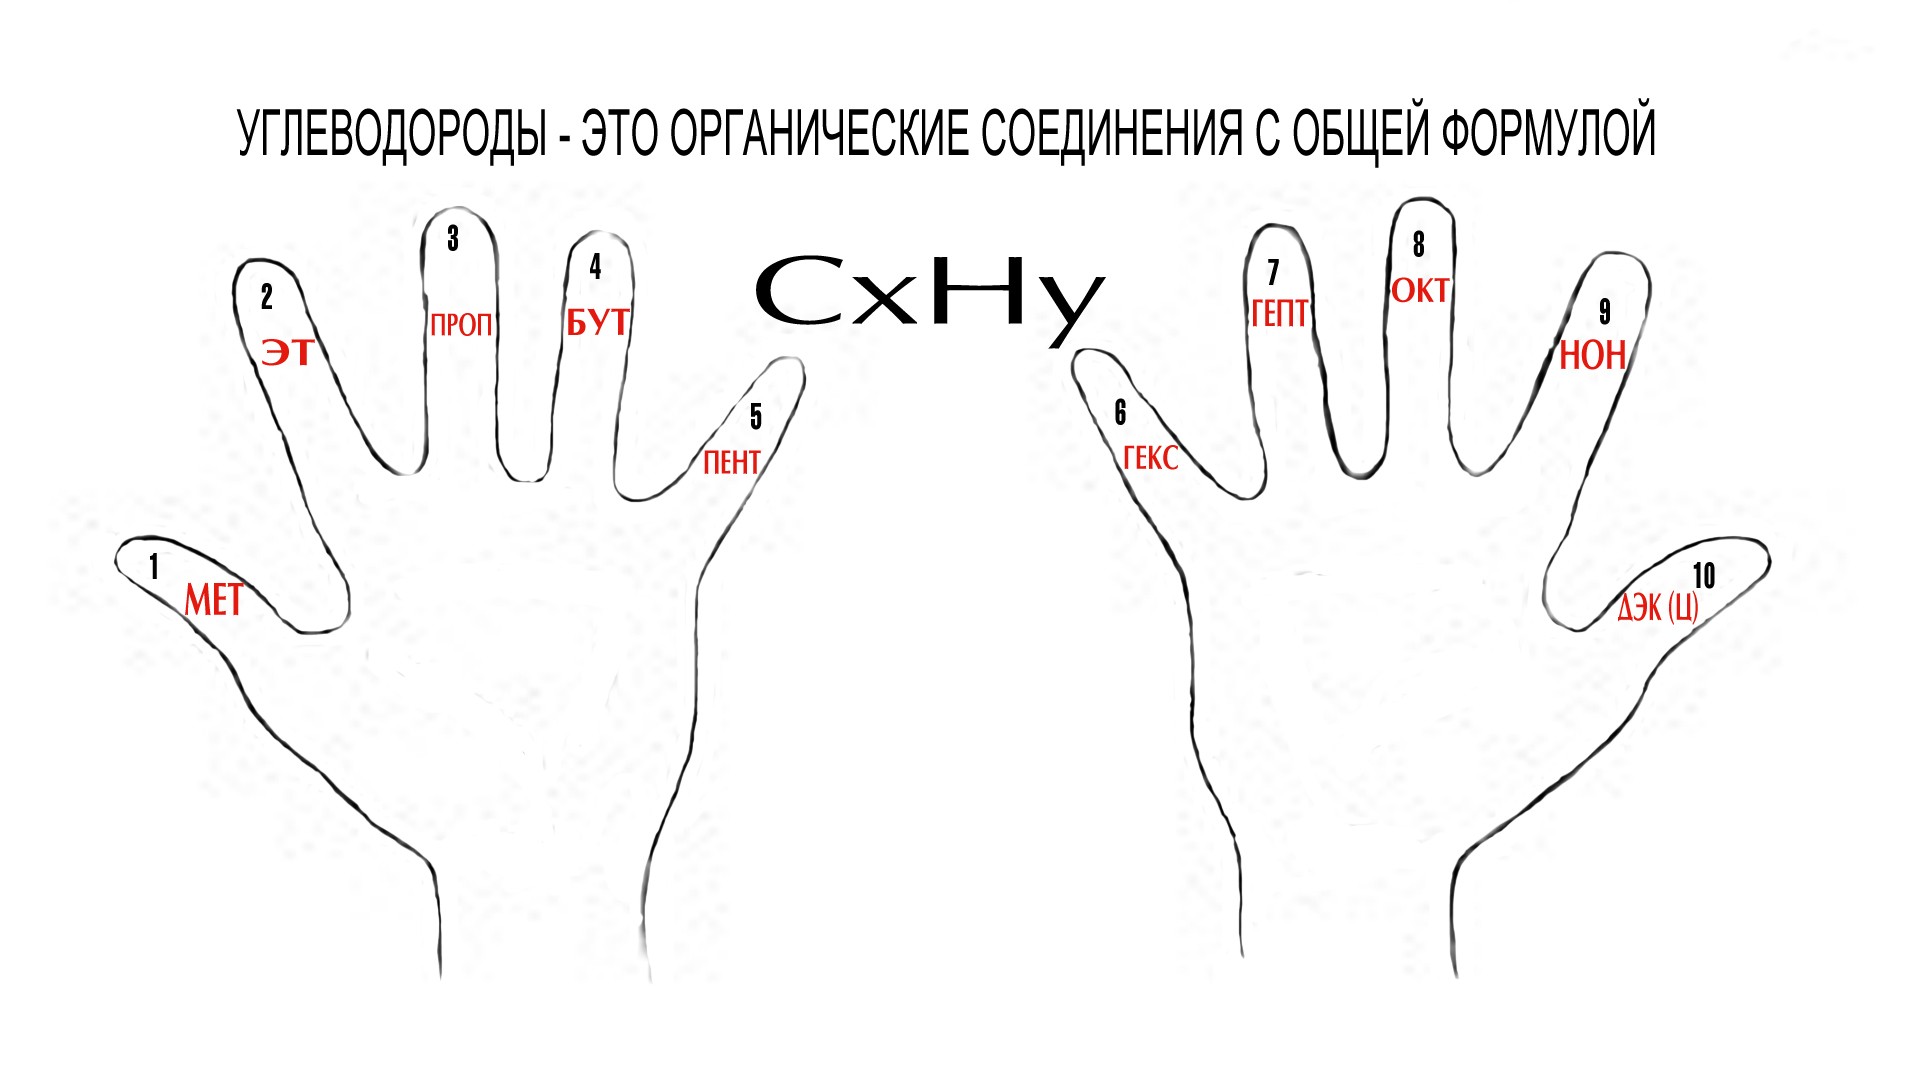 УГЛЕВОДОРОДЫ - ЭТО ОРГАНИЧЕСКИЕ СОЕДИНЕНИЯ С ОБЩЕЙ ФОРМУЛОЙ
CxHy
1
МЕТ
2
ЭТ
3
ПРОП
4
БУТ
5
ПЕНТ
6
ГЕКС
7
ГЕПТ
8
ОКТ
9
НОН
10
ДЭК (Ц)